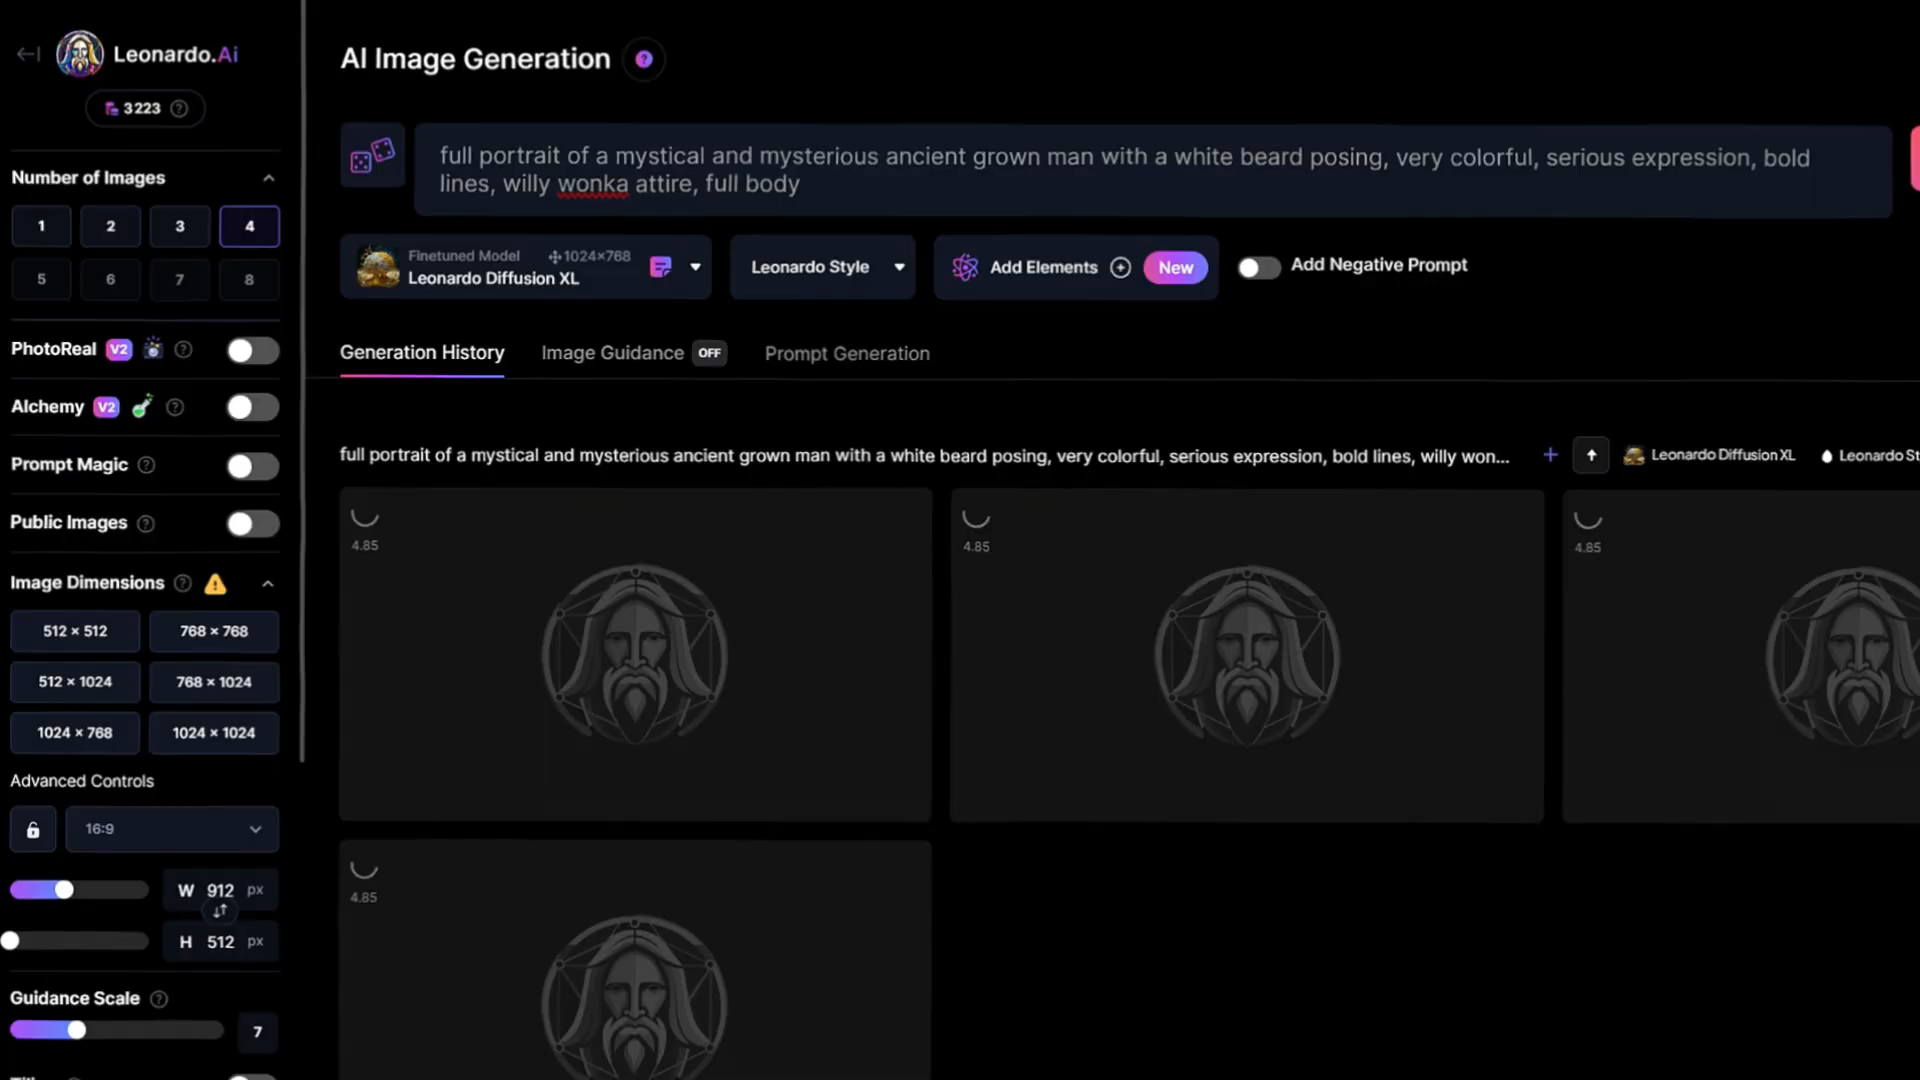 Leonardo.Ai
3223
Number of Images
1 2 3 4
5 6 7 8
PhotoReal V2
Alchemy V2
Prompt Magic
Public Images
Image Dimensions
512 × 512 768 × 768
512 × 1024 768 × 1024
1024 × 768 1024 × 1024
Advanced Controls
16:9
W 912 px
H 512 px
Guidance Scale
7
AI Image Generation
full portrait of a mystical and mysterious ancient grown man with a white beard posing, very colorful, serious expression, bold
lines, willy wonka attire, full body
Finetuned Model 1024×768
Leonardo Diffusion XL
Leonardo Style
Add Elements New
Add Negative Prompt
Generation History Image Guidance OFF Prompt Generation
full portrait of a mystical and mysterious ancient grown man with a white beard posing, very colorful, serious expression, bold lines, willy won... Leonardo Diffusion XL Leonardo St
4.85 4.85 4.85
4.85